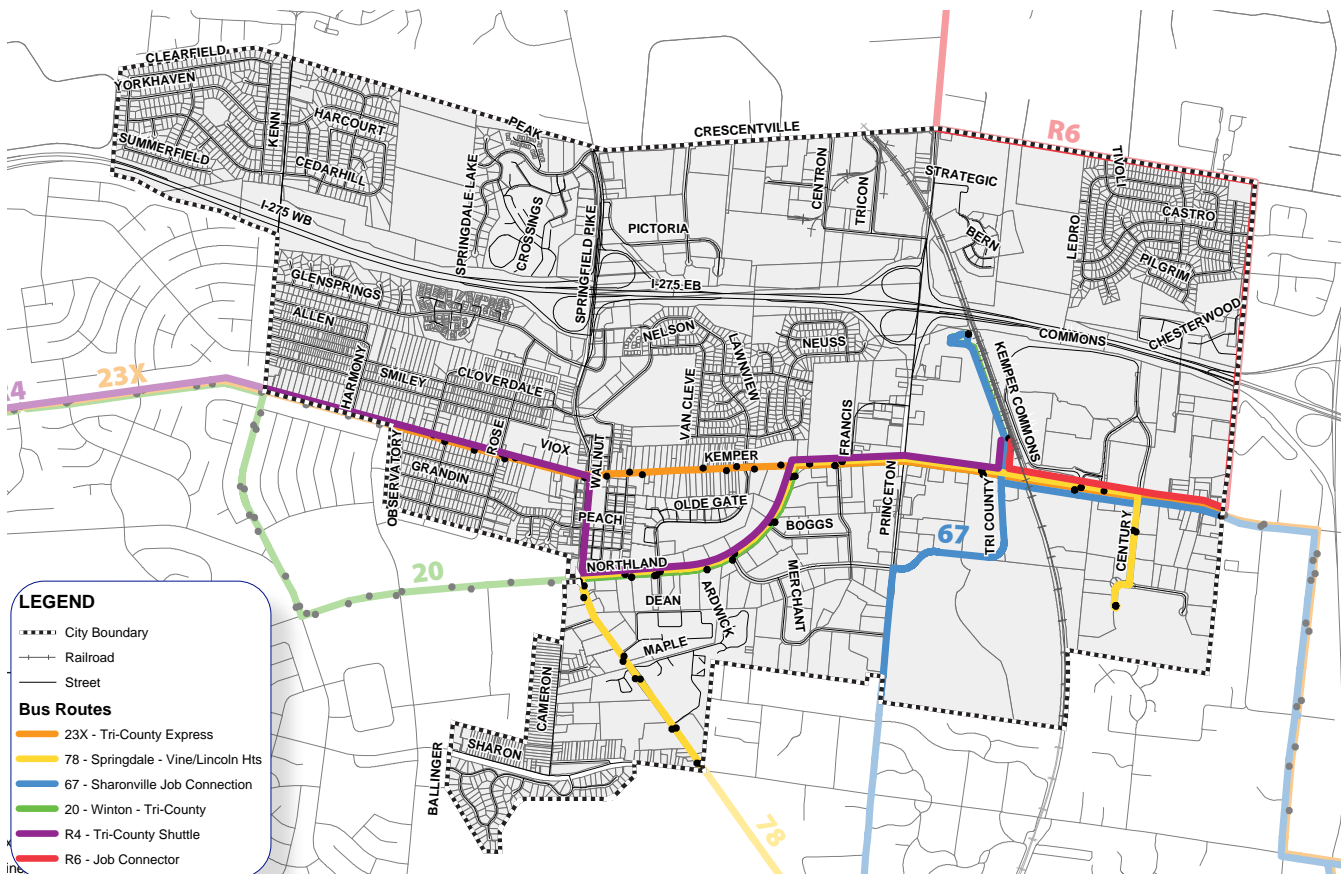 CLEARFIELD
YORKHAVEN
KENN
HARCOURT
SUMMERFIELD
CEDARHILL
PEAK
CRESCENTVILLE
R6
TIVOLI
STRATEGIC
CENTRON
TRICON
SPRINGDALE LAKE
CROSSINGS
SPRINGFIELD PIKE
PICTORIA
BERN
LEDRO
CASTRO
PILGRIM
I-275 WB
I-275 EB
GLENSPRINGS
ALLEN
HARMONY
SMILEY
CLOVERDALE
NELSON
LAWNVIEW
NEUSS
COMMONS
CHESTERWOOD
KEMPER COMMONS
R4
23X
VAN CLEVE
FRANCIS
ROSE
VIOX
WALNUT
KEMPER
OBSERVATORY
GRANDIN
PEACH
OLDE GATE
BOGGS
PRINCETON
TRI COUNTY
67
CENTURY
NORTHLAND
20
DEAN
ARDWICK
MERCHANT
MAPLE
CAMERON
SHARON
BALLINGER
78
LEGEND
City Boundary
Railroad
Street
Bus Routes
23X - Tri-County Express
78 - Springdale - Vine/Lincoln Hts
67 - Sharonville Job Connection
20 - Winton - Tri-County
R4 - Tri-County Shuttle
R6 - Job Connector